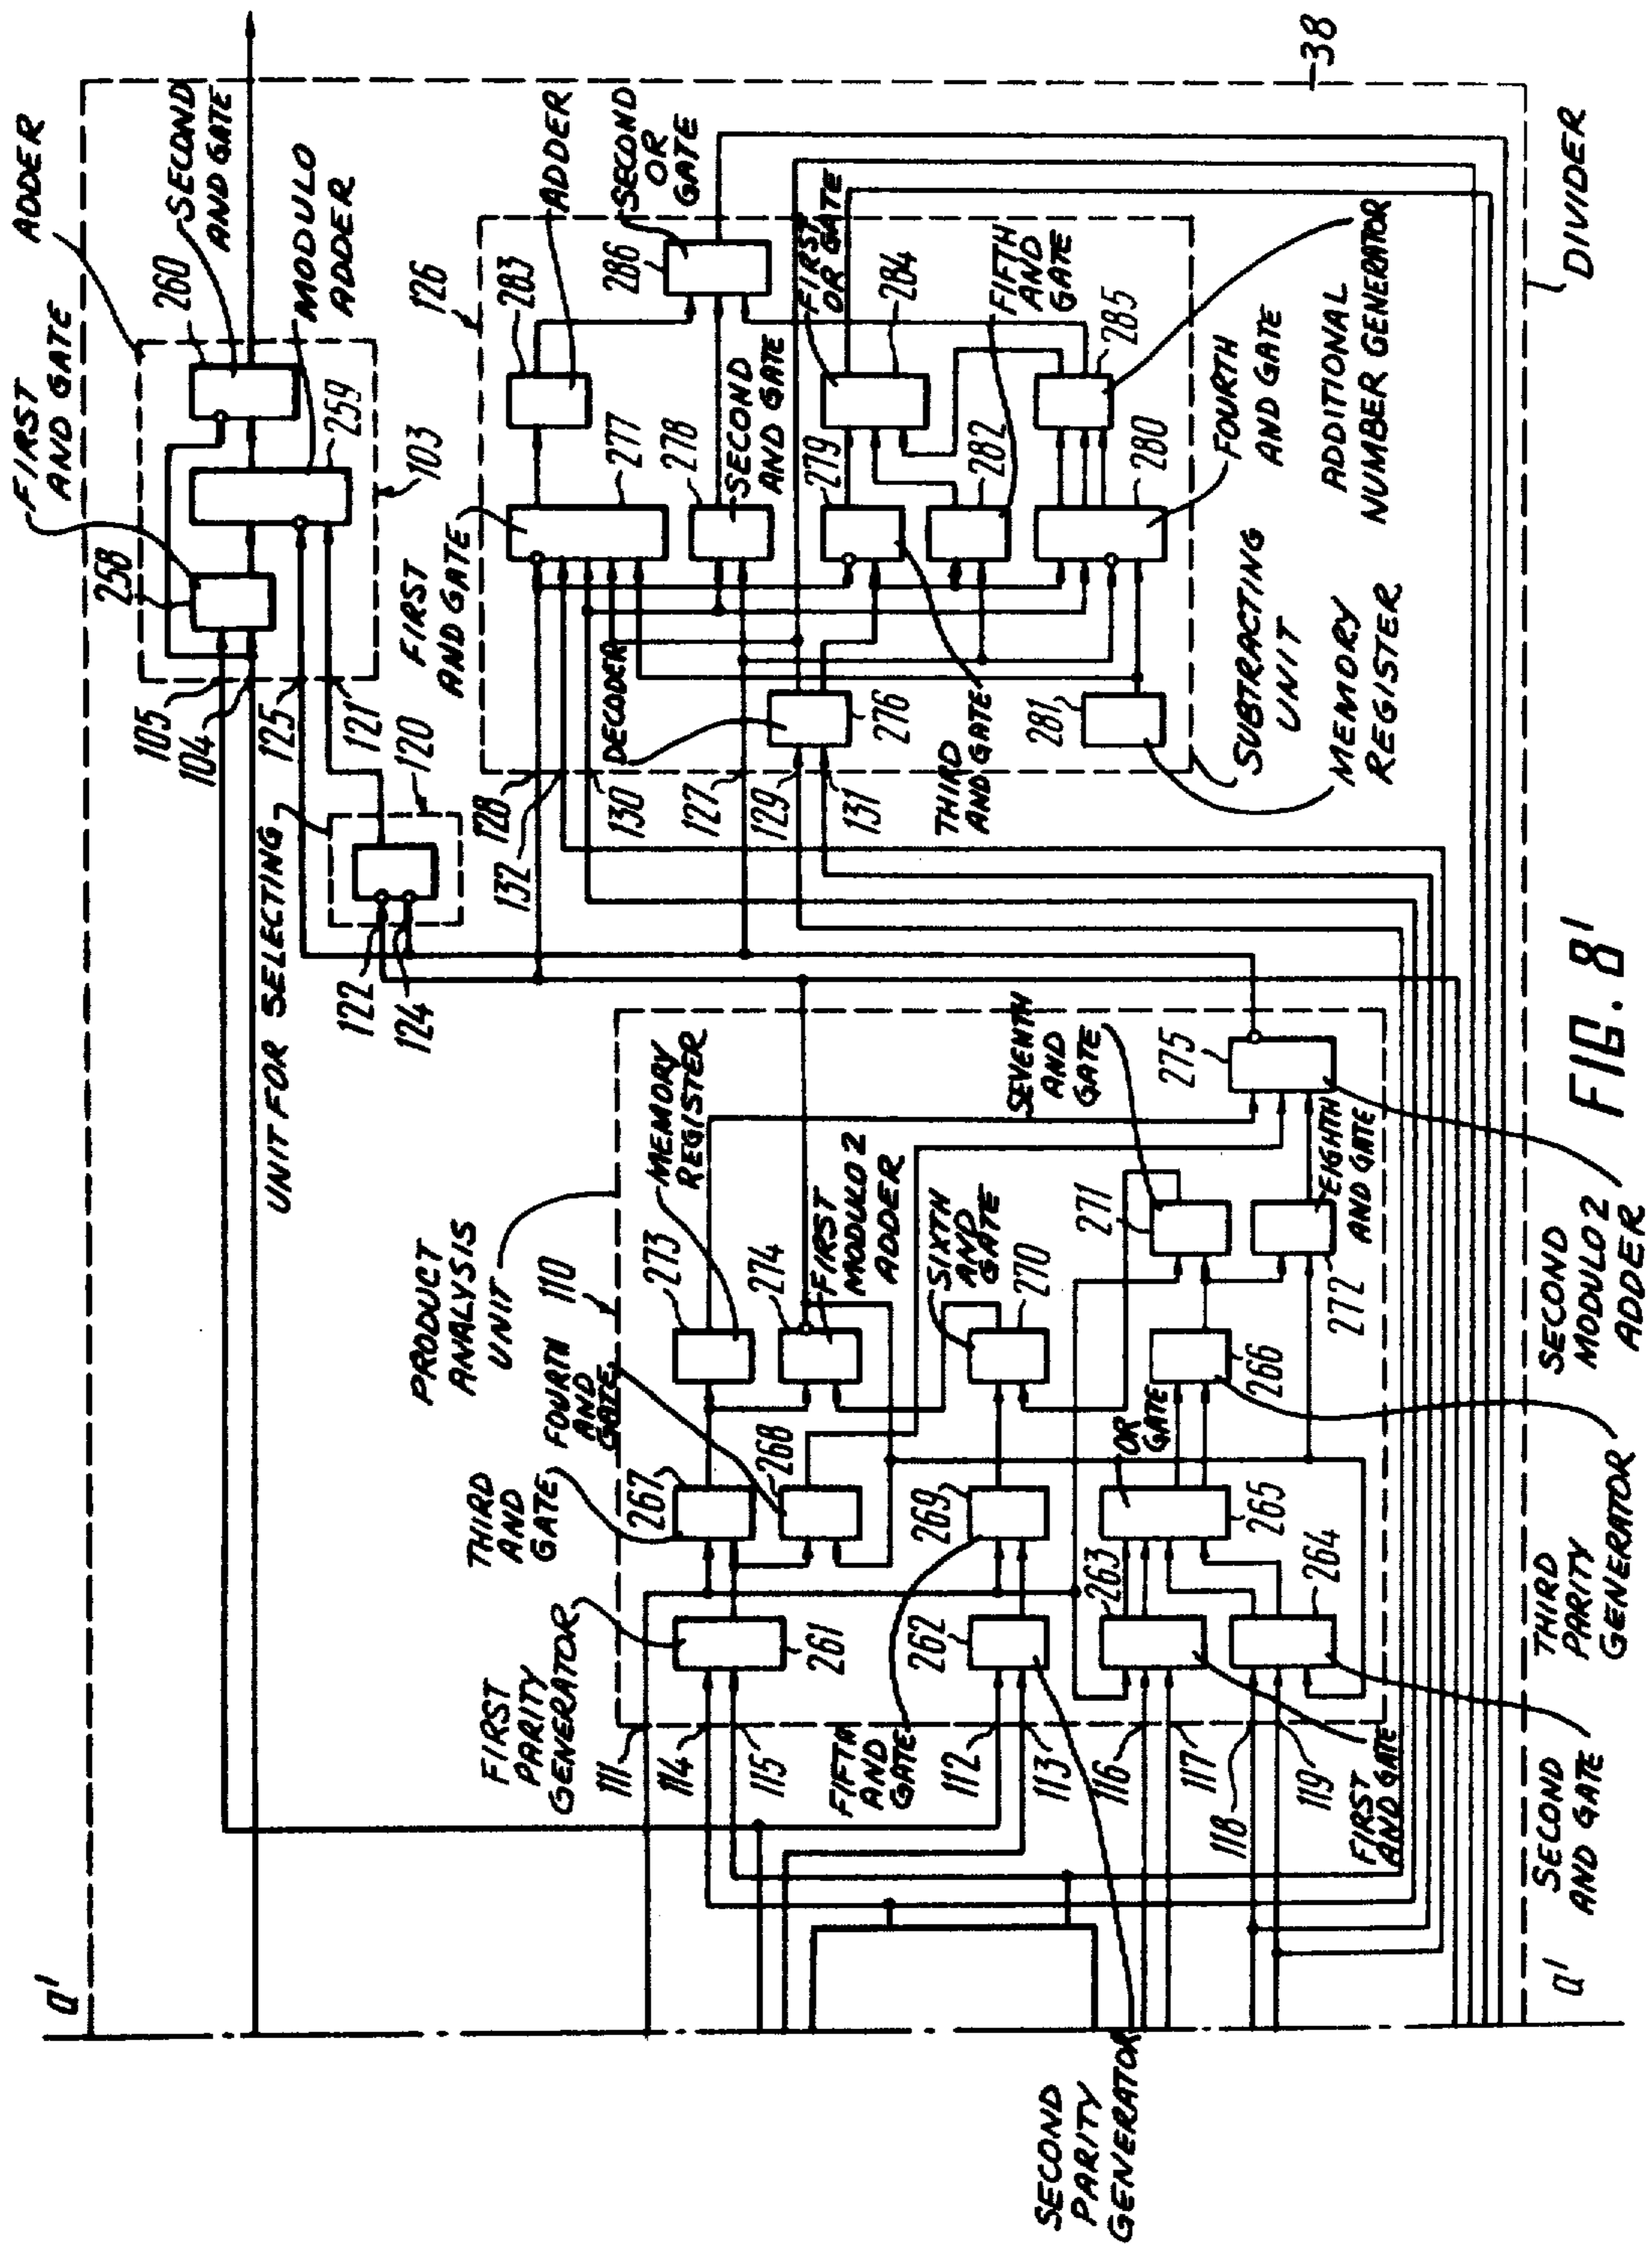 a'
ADDER
FIRST
AND GATE
258
260
SECOND
AND GATE
MODULO
ADDER
259
103
105
104
125
121
120
UNIT FOR SELECTING
122
124
126
283
ADDER
286
SECOND
OR
GATE
FIRST
AND GATE
277
278
SECOND
AND GATE
DECODER
276
128
132
130
127
129
131
279
FIRST
OR GATE
284
282
FIFTH
AND
GATE
285
280
FOURTH
AND GATE
ADDITIONAL
NUMBER GENERATOR
THIRD
AND GATE
281
SUBTRACTING
UNIT
MEMORY
REGISTER
38
DIVIDER
PRODUCT
ANALYSIS
UNIT
110
273
MEMORY
REGISTER
274
FIRST
MODULO 2
ADDER
THIRD
AND
GATE
267
FOURTH
AND
GATE
268
FIRST
PARITY
GENERATOR
261
111
114
115
262
269
SIXTH
AND
GATE
270
FIFTH
AND
GATE
112
113
SEVENTH
AND
GATE
271
275
EIGHTH
AND GATE
272
266
OR
GATE
265
263
264
116
117
118
119
FIRST
AND GATE
SECOND
AND GATE
THIRD
PARITY
GENERATOR
SECOND
MODULO 2
ADDER
SECOND
PARITY
GENERATOR
a'
FIG. 8'